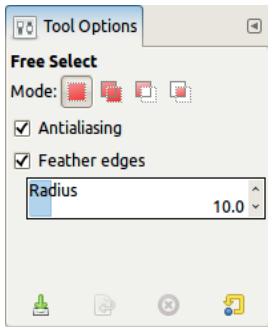 Tool Options
Free Select
Mode:
Antialiasing
Feather edges
Radius
10.0